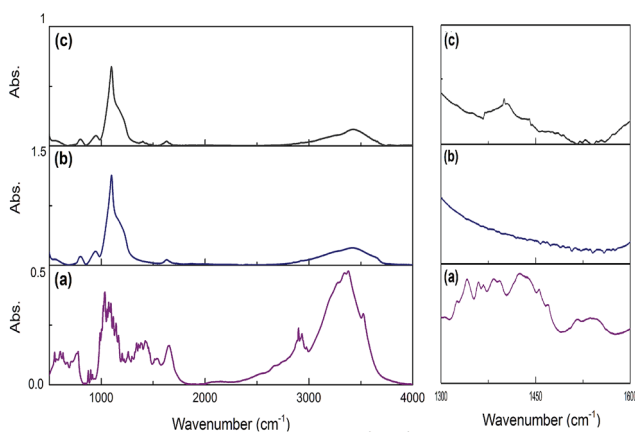 1
(c)
Abs.
1.5
(b)
Abs.
0.5
(a)
Abs.
0.0
1000 2000 3000 4000
Wavenumber (cm-1)
(c)
(b)
(a)
1300 1450 1600
Wavenumber (cm-1)